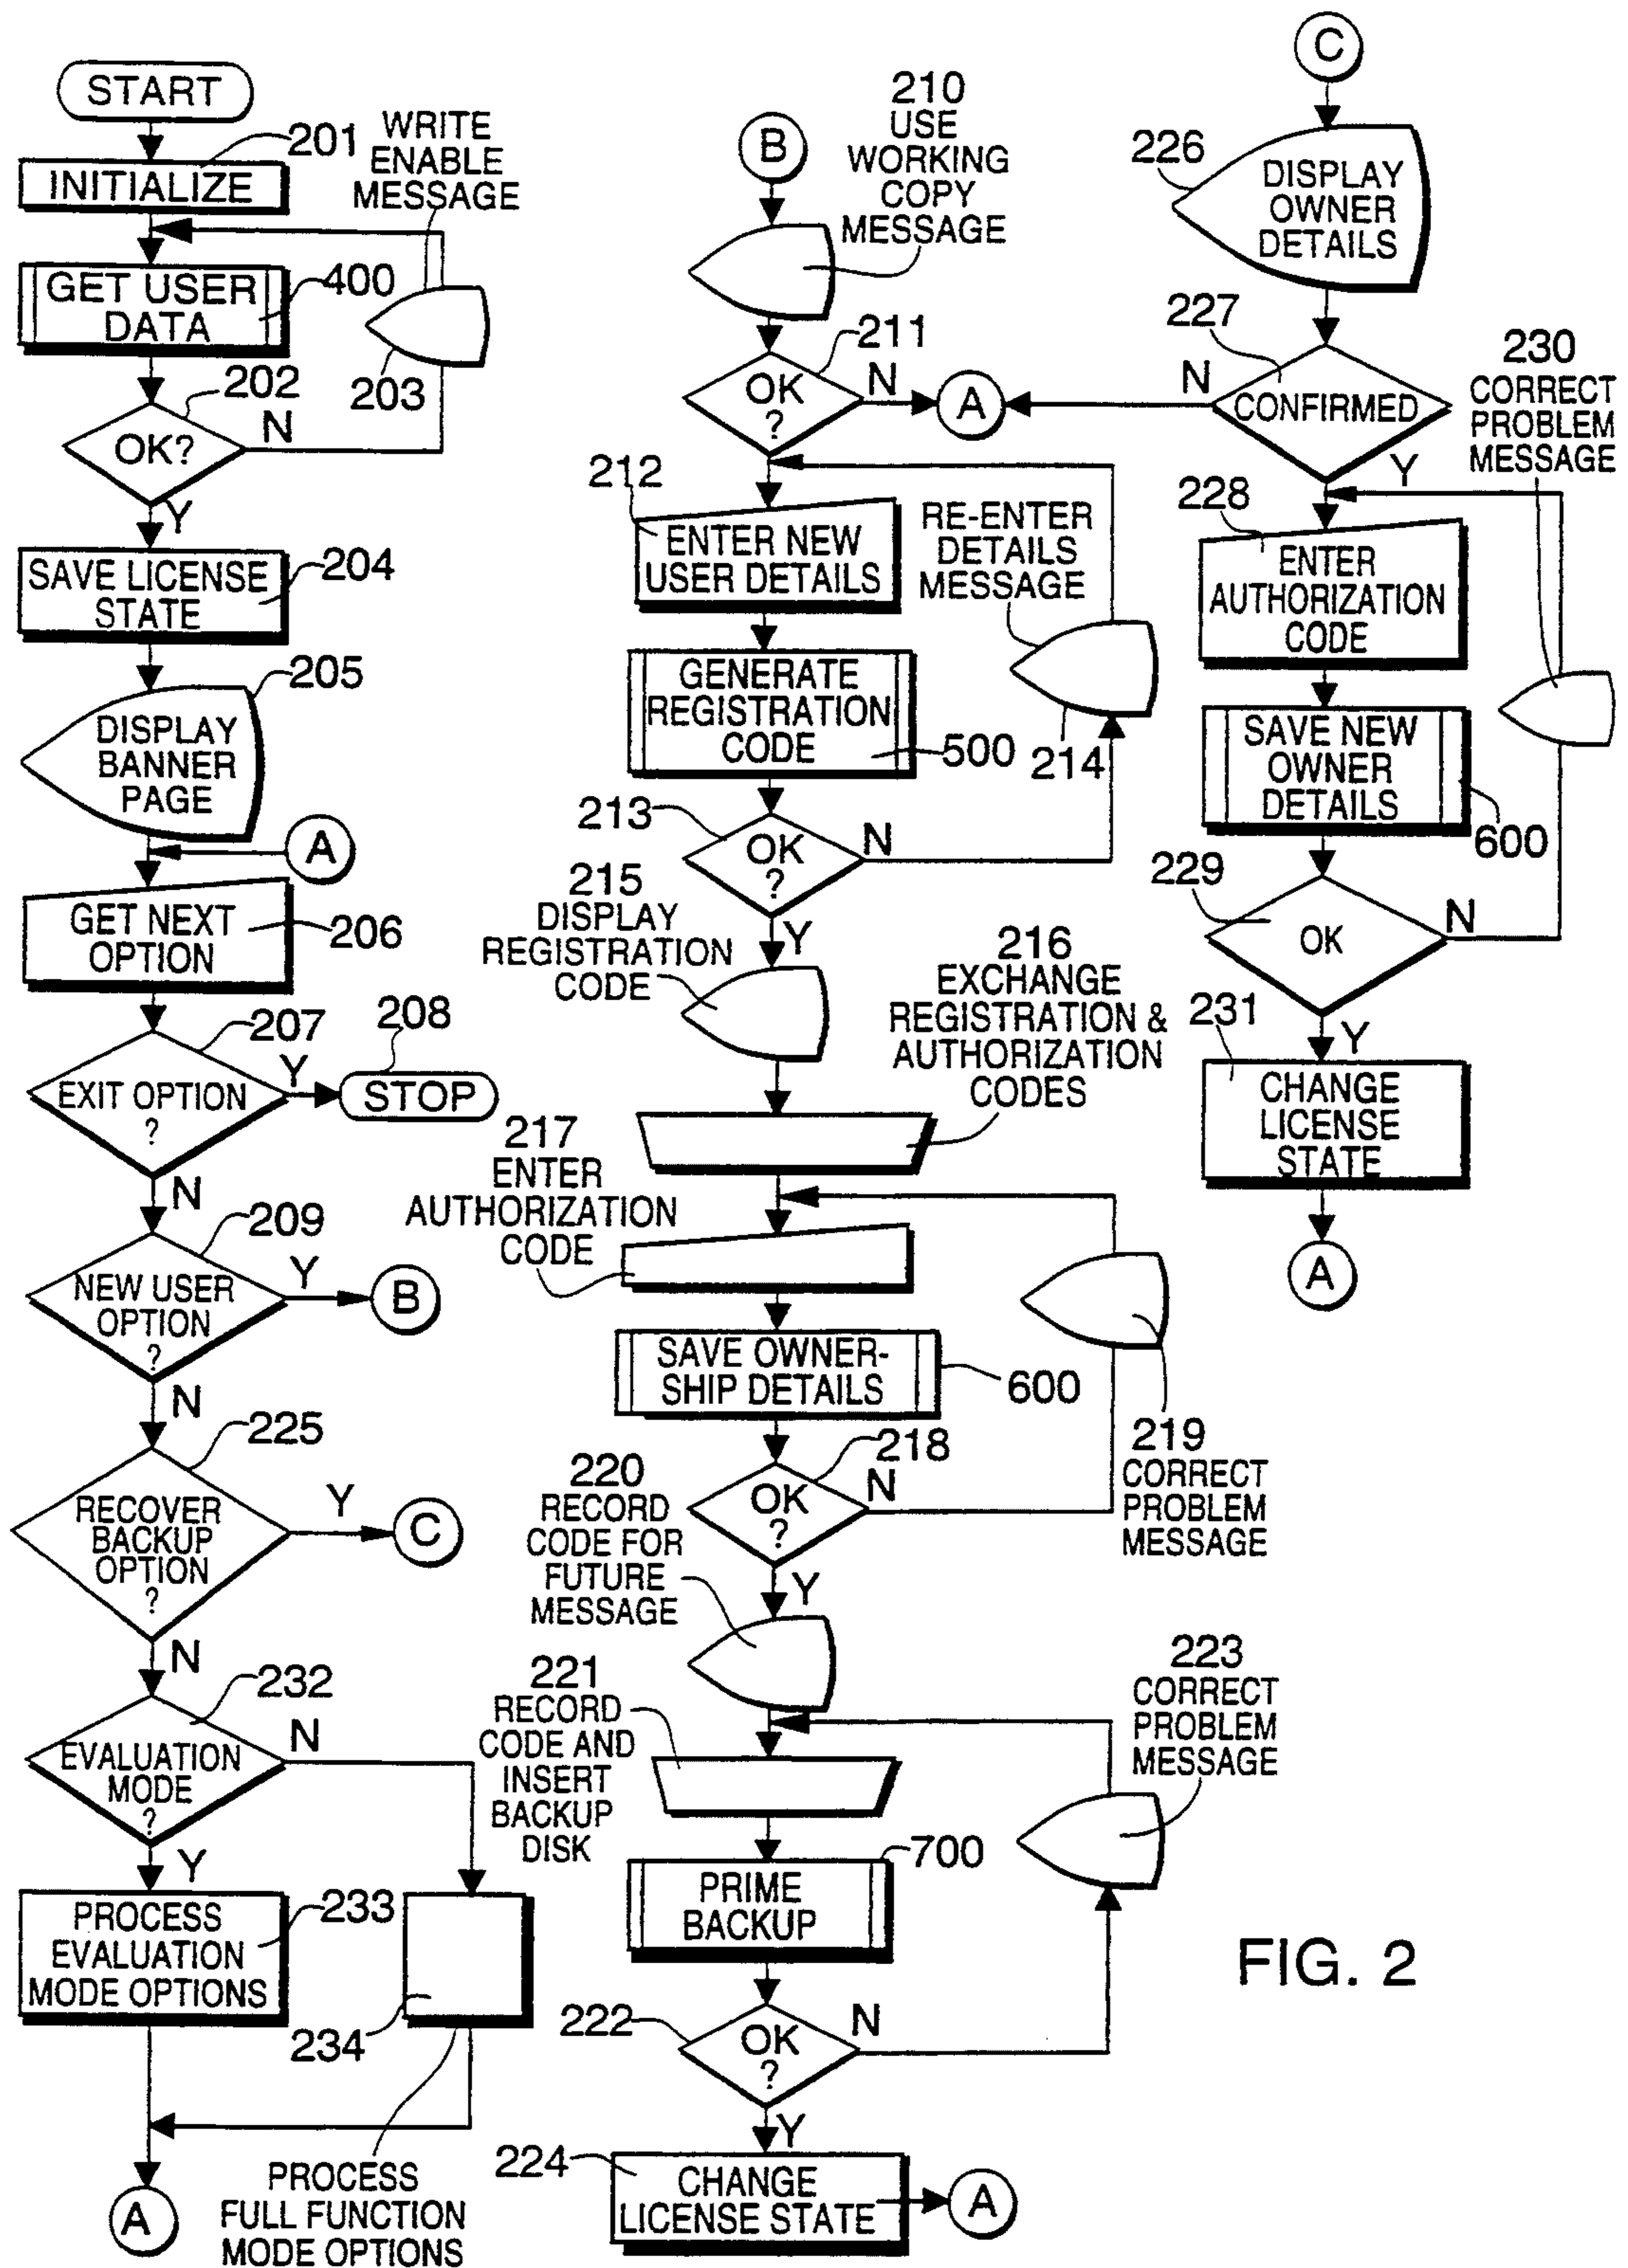 START
201
INITIALIZE
WRITE
ENABLE
MESSAGE
GET USER
DATA
400
203
202
OK?
N
Y
SAVE LICENSE
STATE
204
205
DISPLAY
BANNER
PAGE
A
GET NEXT
OPTION
206
207
EXIT OPTION
?
Y
208
STOP
N
209
NEW USER
OPTION
?
Y
B
N
225
RECOVER
BACKUP
OPTION
?
Y
C
N
232
EVALUATION
MODE
?
N
Y
PROCESS
EVALUATION
MODE OPTIONS
233
234
PROCESS
FULL FUNCTION
MODE OPTIONS
A
B
210
USE
WORKING
COPY
MESSAGE
211
OK
?
N
A
212
ENTER NEW
USER DETAILS
RE-ENTER
DETAILS
MESSAGE
GENERATE
REGISTRATION
CODE
500
214
213
OK
?
N
Y
215
DISPLAY
REGISTRATION
CODE
216
EXCHANGE
REGISTRATION &
AUTHORIZATION
CODES
217
ENTER
AUTHORIZATION
CODE
SAVE OWNER-
SHIP DETAILS
600
219
CORRECT
PROBLEM
MESSAGE
218
OK
?
N
Y
220
RECORD
CODE FOR
FUTURE
MESSAGE
221
RECORD
CODE AND
INSERT
BACKUP
DISK
223
CORRECT
PROBLEM
MESSAGE
700
PRIME
BACKUP
222
OK
?
N
Y
224
CHANGE
LICENSE STATE
A
C
226
DISPLAY
OWNER
DETAILS
227
CONFIRMED
N
Y
230
CORRECT
PROBLEM
MESSAGE
228
ENTER
AUTHORIZATION
CODE
SAVE NEW
OWNER
DETAILS
600
229
OK
N
Y
231
CHANGE
LICENSE
STATE
A
FIG. 2